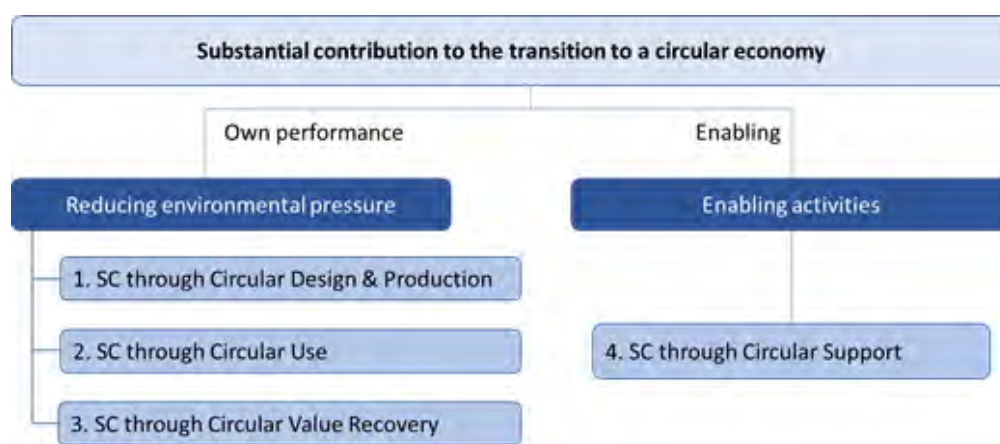 Substantial contribution to the transition to a circular economy
Own performance
Enabling
Reducing environmental pressure
Enabling activities
1. SC through Circular Design & Production
2. SC through Circular Use
4. SC through Circular Support
3. SC through Circular Value Recovery